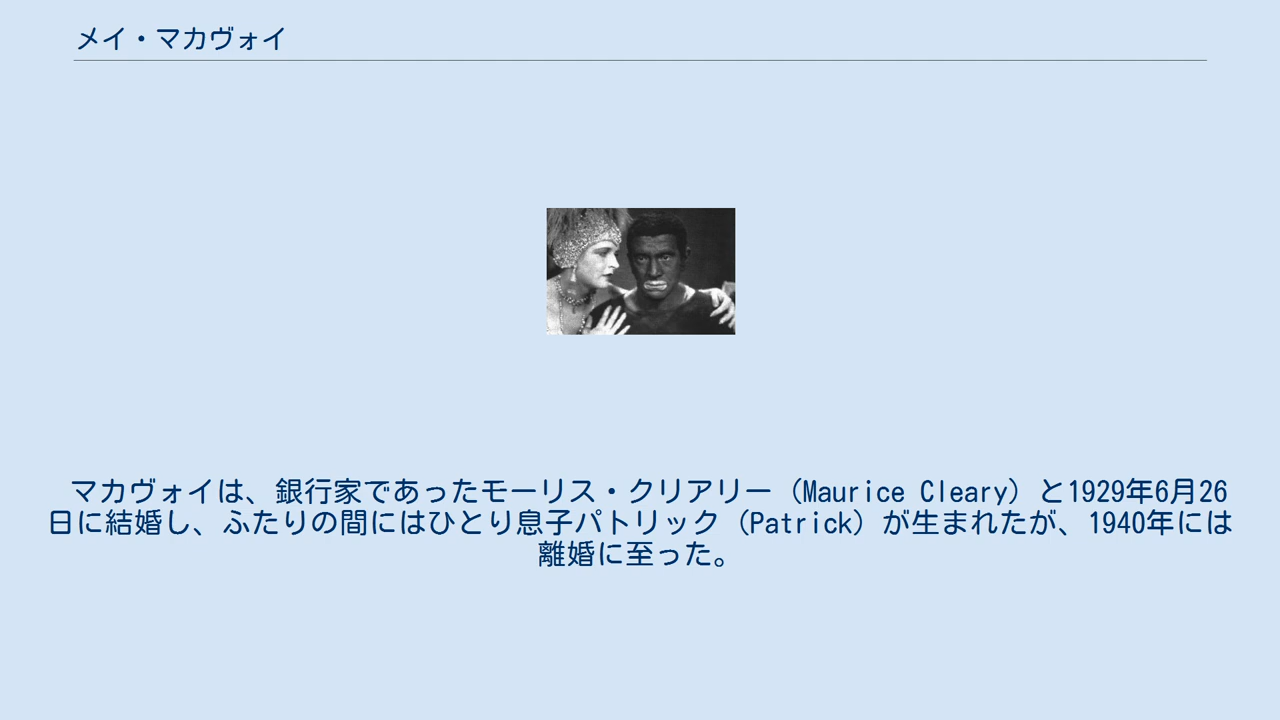 メイ・マカヴォイ
マカヴォイは、銀行家であったモーリス・クリアリー（Maurice Cleary）と1929年6月26
日に結婚し、ふたりの間にはひとり息子パトリック（Patrick）が生まれたが、1940年には
離婚に至った。